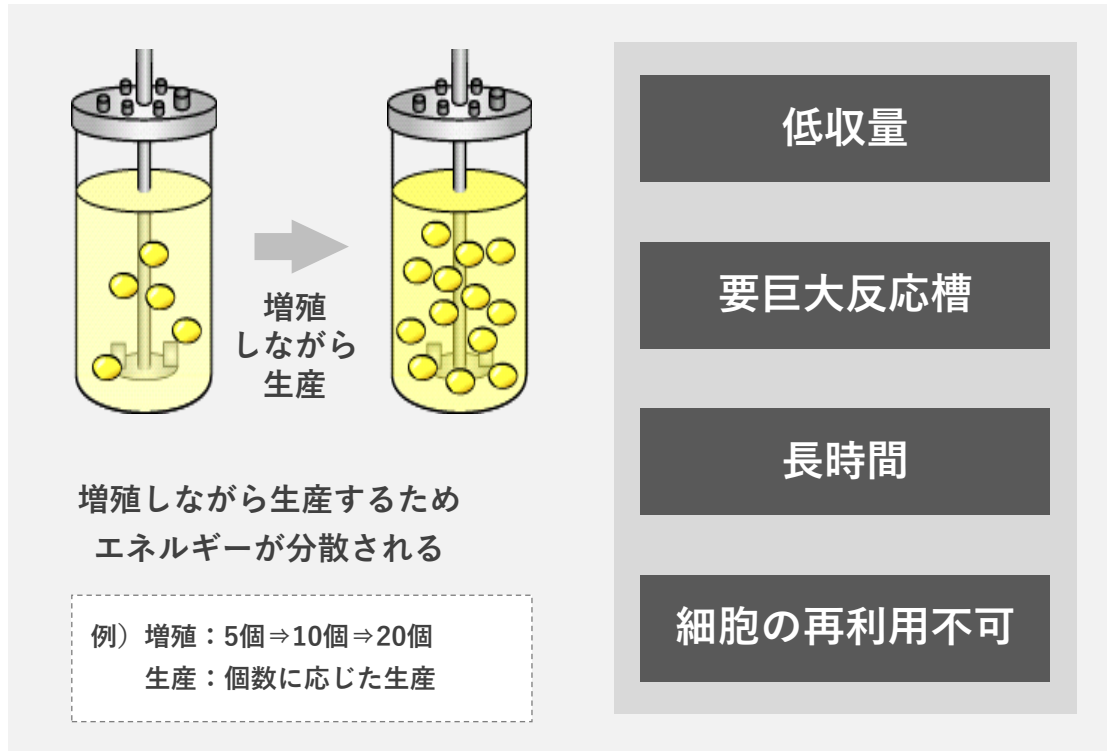 増殖
しながら
生産
増殖しながら生産するため
エネルギーが分散される
例）増殖：5個⇒10個⇒20個
生産：個数に応じた生産
低収量
要巨大反応槽
長時間
細胞の再利用不可